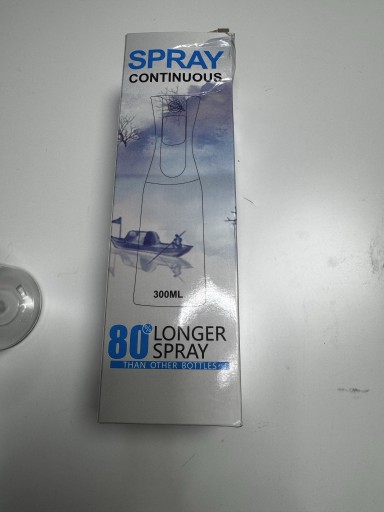 SPRAY
CONTINUOUS
300ML
80% LONGER
SPRAY
THAN OTHER BOTTLES